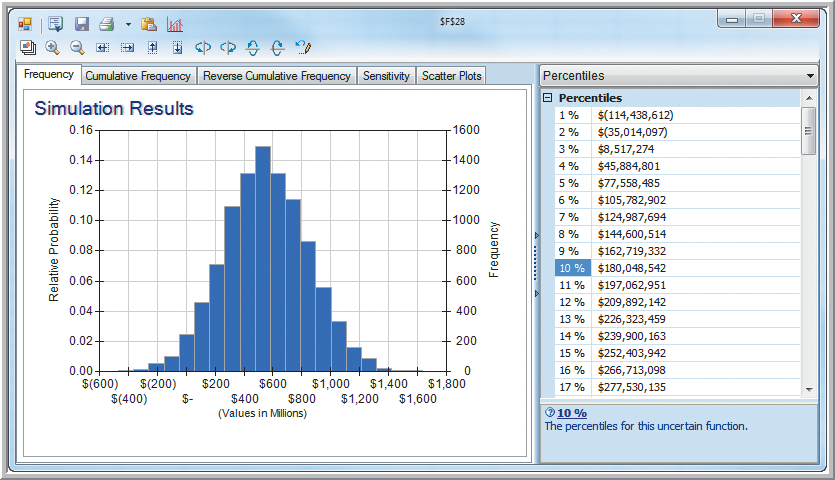 $F$28
Frequency
Cumulative Frequency
Reverse Cumulative Frequency
Sensitivity
Scatter Plots
Simulation Results
0.16
0.14
0.12
0.10
0.08
0.06
0.04
0.02
0.00
Relative Probability
1600
1400
1200
1000
800
600
400
200
0
Frequency
$(600) $(200) $200 $600 $1,000 $1,400 $1,800
$(400) $- $400 $800 $1,200 $1,600
(Values in Millions)
Percentiles
Percentiles
1 % $(114,438,612)
2 % $(35,014,097)
3 % $8,517,274
4 % $45,884,801
5 % $77,558,485
6 % $105,782,902
7 % $124,987,694
8 % $144,600,514
9 % $162,719,332
10 % $180,048,542
11 % $197,062,951
12 % $209,892,142
13 % $226,323,459
14 % $239,900,163
15 % $252,403,942
16 % $266,713,098
17 % $277,530,135
10 %
The percentiles for this uncertain function.